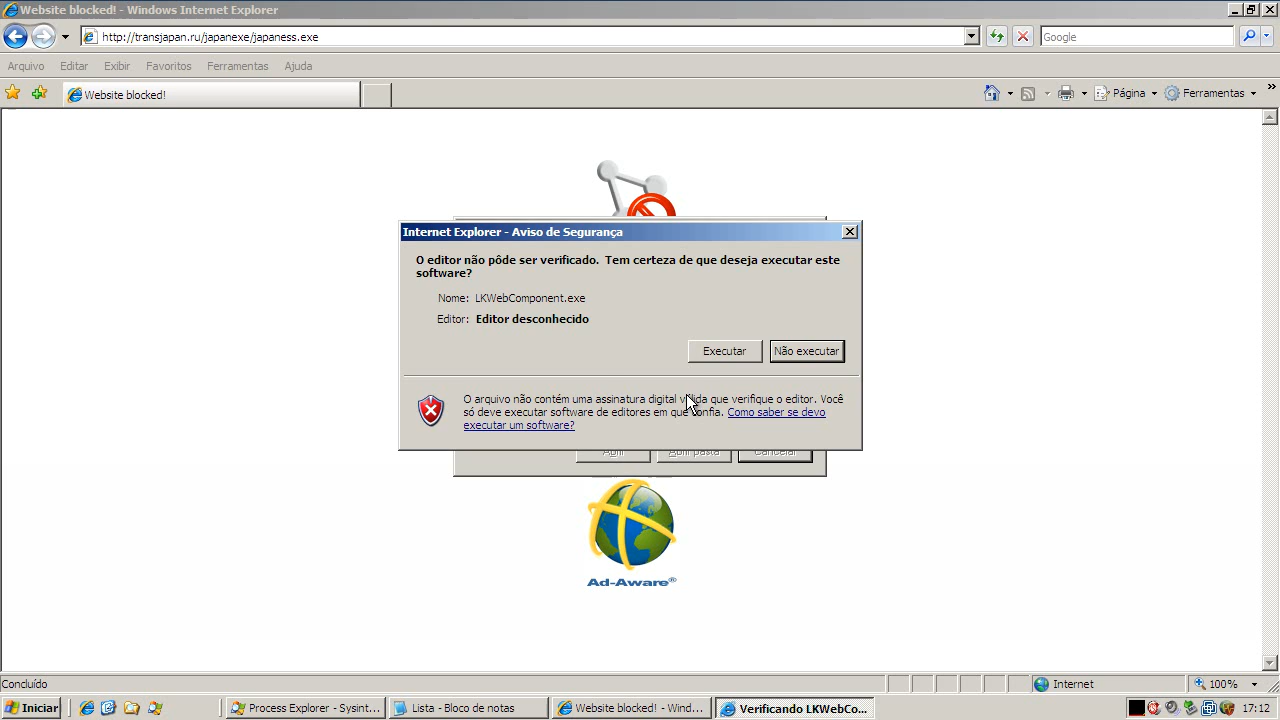 Website blocked! - Windows Internet Explorer
http://transjapan.ru/japanexe/japaness.exe
Google
Arquivo Editar Exibir Favoritos Ferramentas Ajuda
Website blocked!
Página Ferramentas »
Internet Explorer - Aviso de Segurança
O editor não pôde ser verificado. Tem certeza de que deseja executar este
software?
Nome: LKWebComponent.exe
Editor: Editor desconhecido
Executar Não executar
O arquivo não contém uma assinatura digital válida que verifique o editor. Você
só deve executar software de editores em que confia. Como saber se devo
executar um software?
Abrir Abrir pasta Cancelar
Ad-Aware®
Concluído
Internet
100%
Iniciar
Process Explorer - Sysint...
Lista - Bloco de notas
Website blocked! - Wind...
Verificando LKWebCo...
17:12